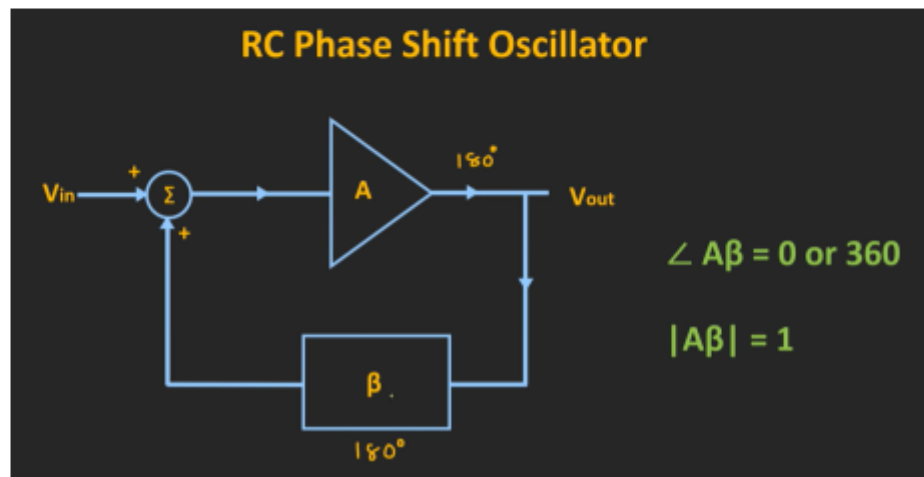 RC Phase Shift Oscillator
180°
+
Vin
Σ
A
Vout
+
∠ Aβ = 0 or 360
|Aβ| = 1
β .
180°